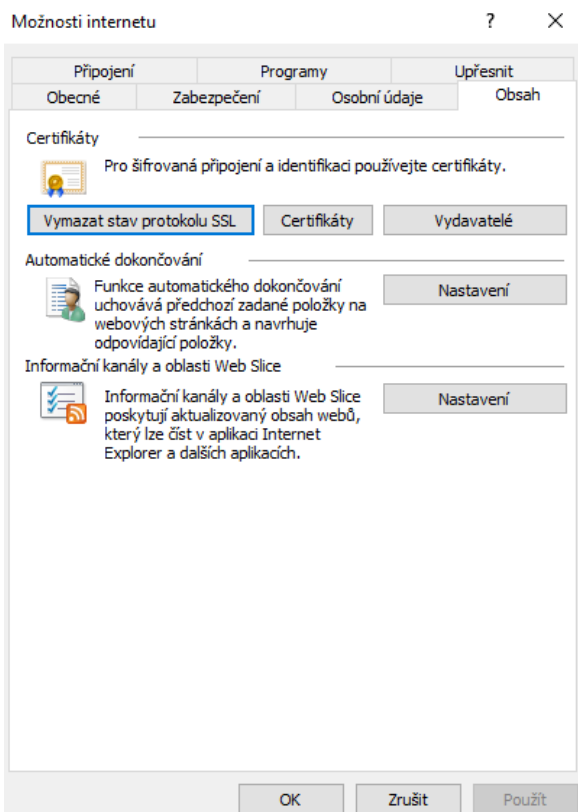 Možnosti internetu
?
Připojení
Programy
Upřesnit
Obecné
Zabezpečení
Osobní údaje
Obsah
Certifikáty
Pro šifrovaná připojení a identifikaci používejte certifikáty.
Vymazat stav protokolu SSL
Certifikáty
Vydavatelé
Automatické dokončování
Funkce automatického dokončování
uchovává předchozí zadané položky na
webových stránkách a navrhuje
odpovídající položky.
Nastavení
Informační kanály a oblasti Web Slice
Informační kanály a oblasti Web Slice
poskytují aktualizovaný obsah webů,
který lze číst v aplikaci Internet
Explorer a dalších aplikacích.
Nastavení
OK
Zrušit
Použít